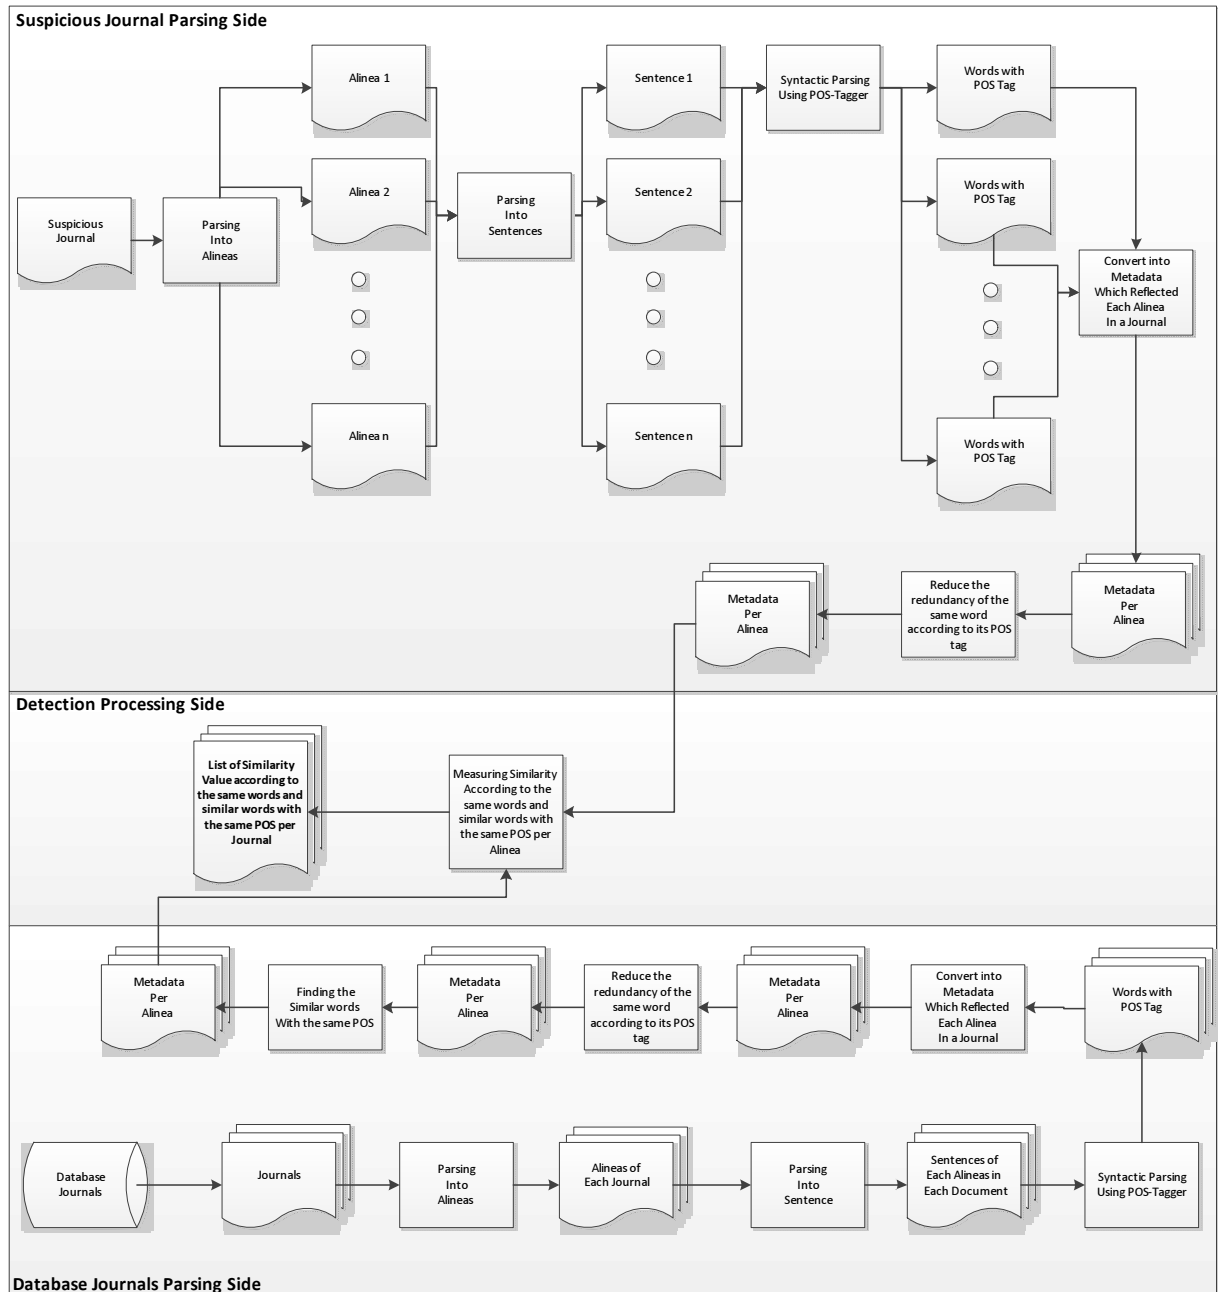 Suspicious Journal Parsing Side
Suspicious
Journal
Parsing
Into
Alineas
Alinea 1
Alinea 2
Alinea n
Parsing
Into
Sentences
Sentence 1
Sentence 2
Sentence n
Syntactic Parsing
Using POS-Tagger
Words with
POS Tag
Words with
POS Tag
Words with
POS Tag
Convert into
Metadata
Which Reflected
Each Alinea
In a Journal
Metadata
Per
Alinea
Reduce the
redundancy of the
same word
according to its POS
tag
Metadata
Per
Alinea
Detection Processing Side
List of Similarity
Value according to
the same words and
similar words with
the same POS per
Journal
Measuring Similarity
According to the
same words and
similar words with
the same POS per
Alinea
Metadata
Per
Alinea
Finding the
Similar words
With the same POS
Metadata
Per
Alinea
Reduce the
redundancy of the
same word
according to its POS
tag
Metadata
Per
Alinea
Convert into
Metadata
Which Reflected
Each Alinea
In a Journal
Words with
POS Tag
Database
Journals
Journals
Parsing
Into
Alineas
Alineas of
Each Journal
Parsing
Into
Sentence
Sentences of
Each Alineas in
Each Document
Syntactic Parsing
Using POS-Tagger
Database Journals Parsing Side